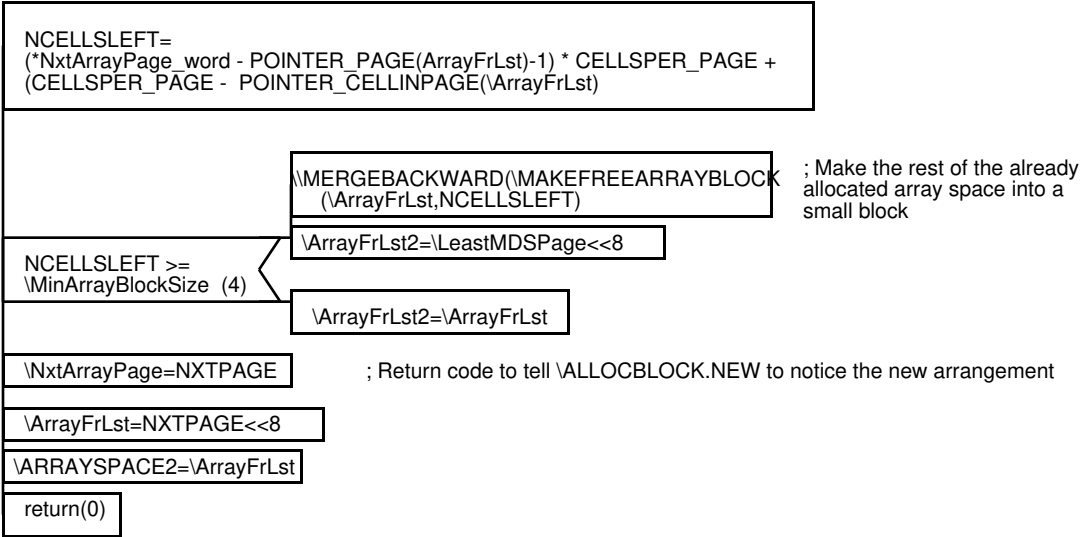 NCELLSLEFT=
(*NxtArrayPage_word - POINTER_PAGE(ArrayFrLst)-1) * CELLSPER_PAGE +
(CELLSPER_PAGE - POINTER_CELLINPAGE(\ArrayFrLst)
\\MERGEBACKWARD(\MAKEFREEARRAYBLOCK
(\ArrayFrLst,NCELLSLEFT)
; Make the rest of the already
allocated array space into a
small block
\ArrayFrLst2=\LeastMDSPage<<8
NCELLSLEFT >=
\MinArrayBlockSize (4)
\ArrayFrLst2=\ArrayFrLst
\NxtArrayPage=NXTPAGE
; Return code to tell \ALLOCBLOCK.NEW to notice the new arrangement
\ArrayFrLst=NXTPAGE<<8
\ARRAYSPACE2=\ArrayFrLst
return(0)